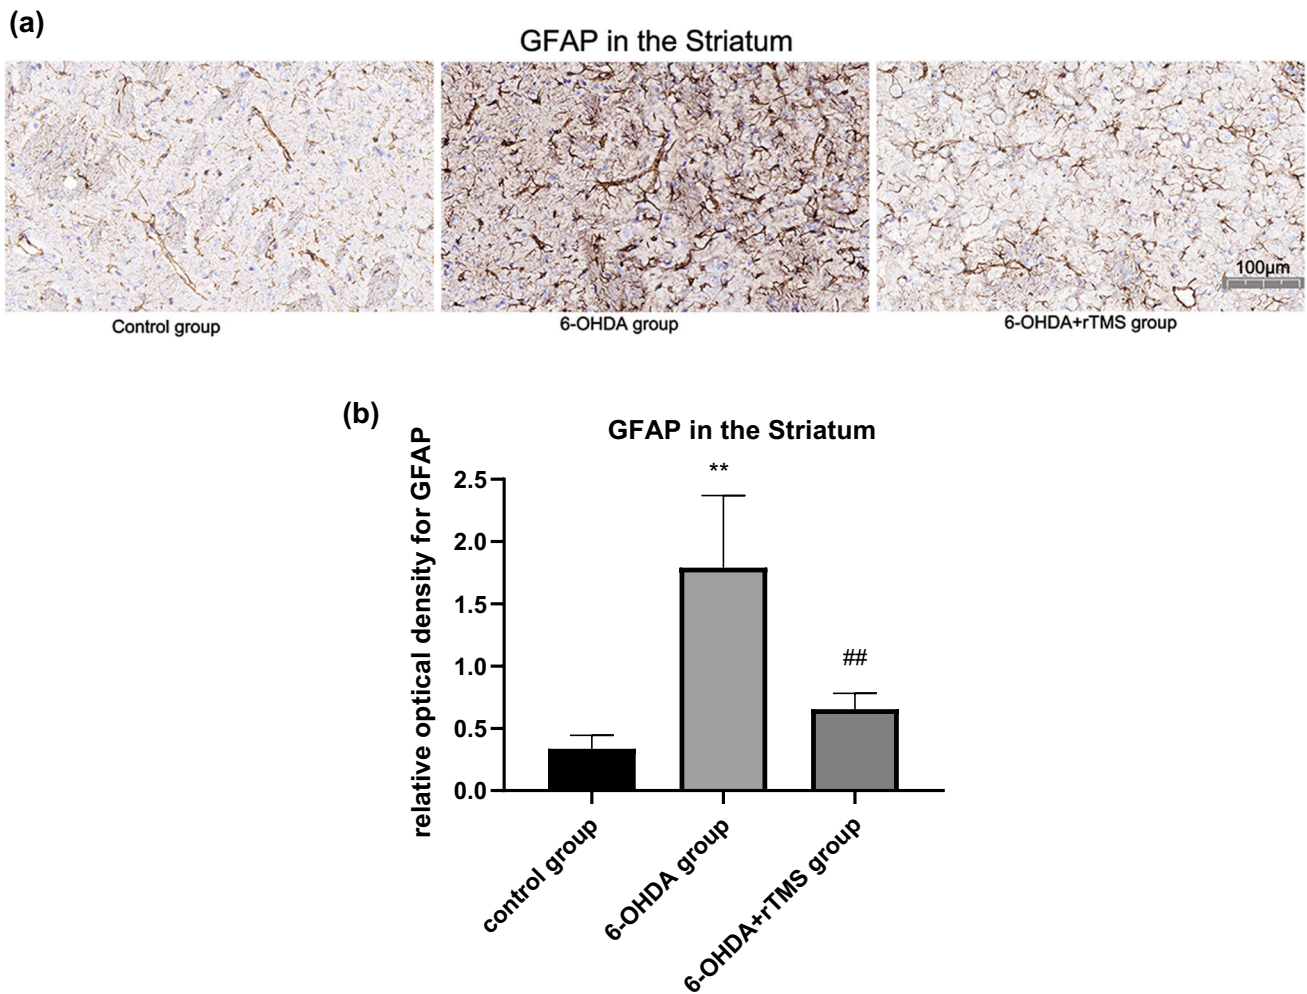 (a)
GFAP in the Striatum
100µm
Control group
6-OHDA group
6-OHDA+rTMS group
(b)
GFAP in the Striatum
relative optical density for GFAP
2.5
2.0
1.5
1.0
0.5
0.0
**
##
control group
6-OHDA group
6-OHDA+rTMS group